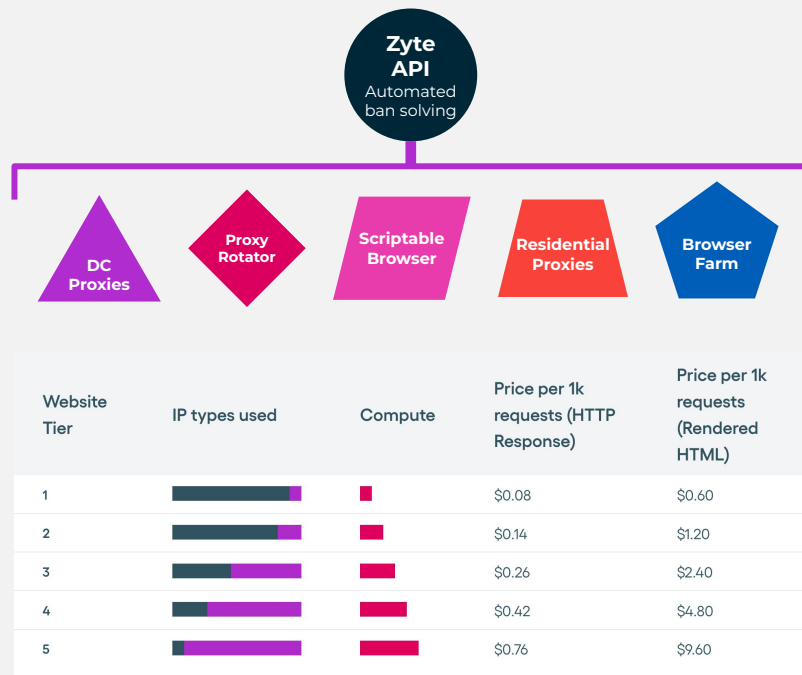 Zyte
API
Automated
ban solving
DC
Proxies
Proxy
Rotator
Scriptable
Browser
Residential
Proxies
Browser
Farm
Website
Tier
IP types used
Compute
Price per 1k
requests (HTTP
Response)
Price per 1k
requests
(Rendered
HTML)
1 $0.08 $0.60
2 $0.14 $1.20
3 $0.26 $2.40
4 $0.42 $4.80
5 $0.76 $9.60